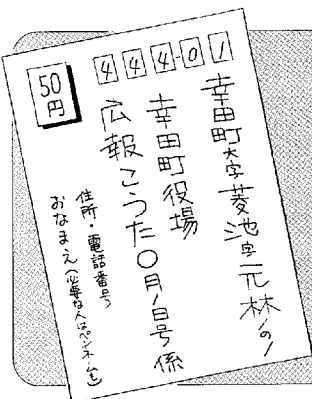 50円
444-01
幸田町大字菱池字元林1の1
幸田町役場
広報こうた〇月1日号係
住所・電話番号
おなまえ(必要な人はペンネームも)